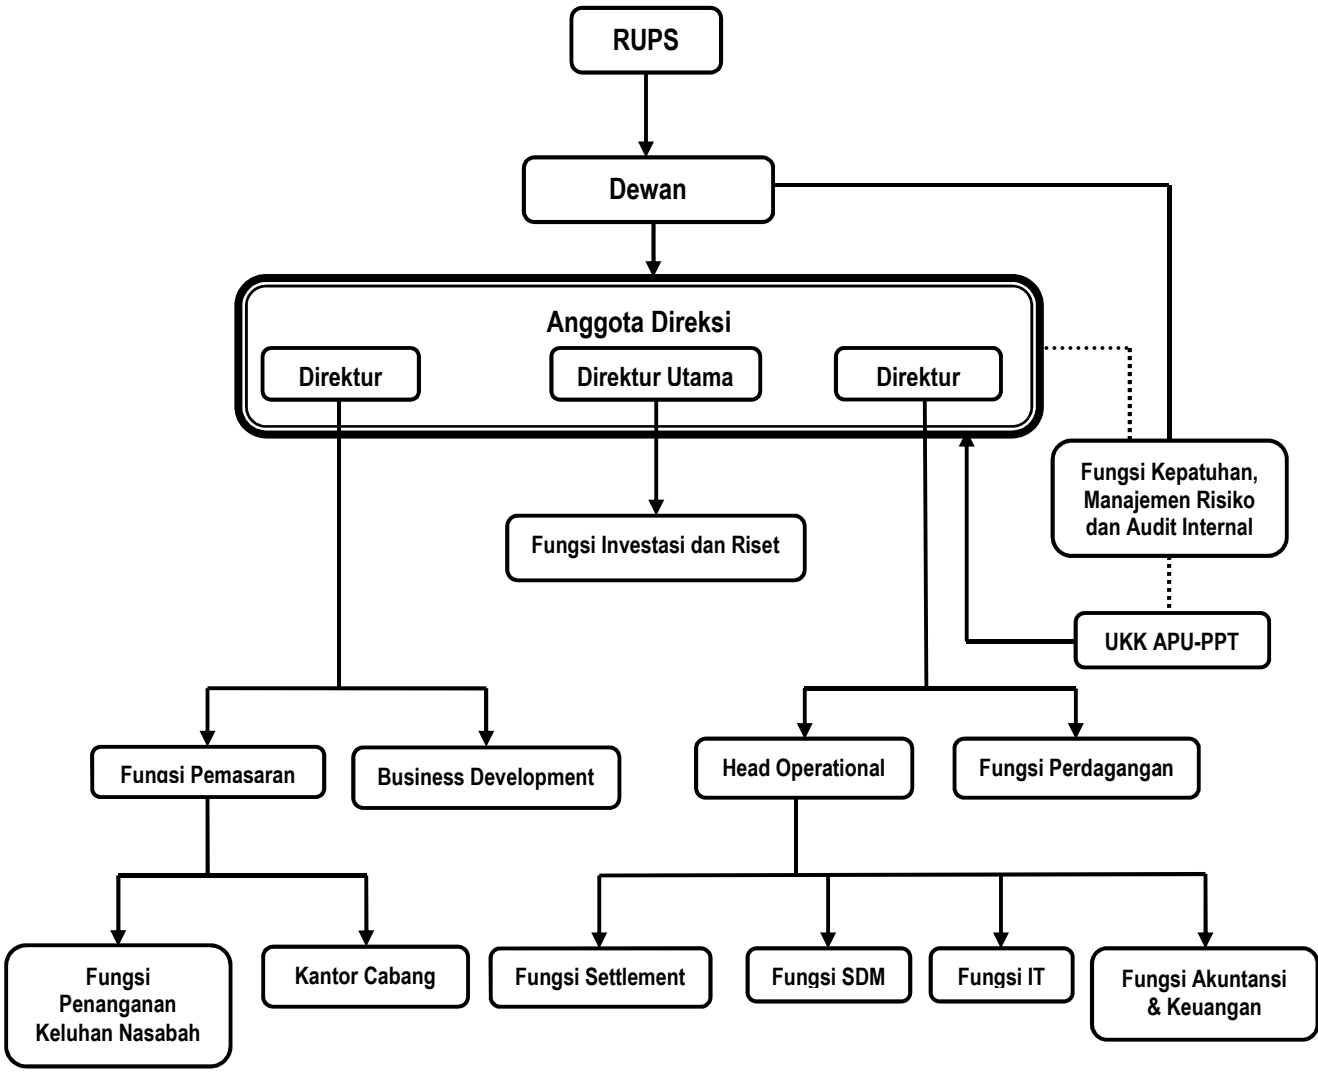 RUPS
Dewan
Anggota Direksi
Direktur
Direktur Utama
Direktur
Fungsi Kepatuhan,
Manajemen Risiko
dan Audit Internal
Fungsi Investasi dan Riset
UKK APU-PPT
Fungsi Pemasaran
Business Development
Head Operational
Fungsi Perdagangan
Fungsi
Penanganan
Keluhan Nasabah
Kantor Cabang
Fungsi Settlement
Fungsi SDM
Fungsi IT
Fungsi Akuntansi
& Keuangan